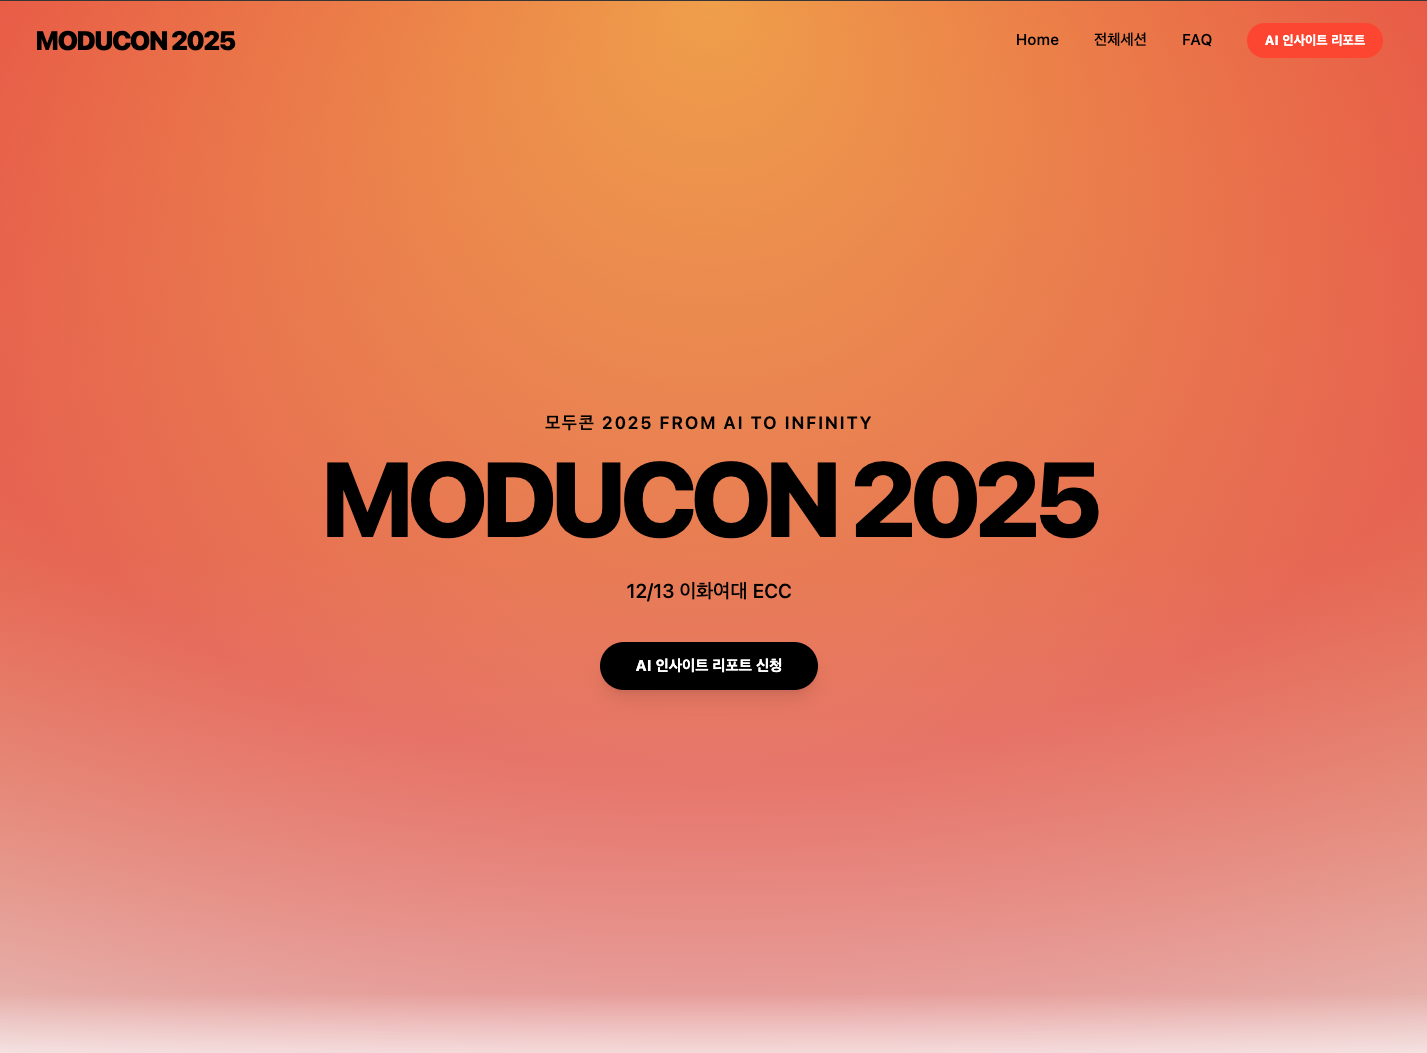 MODUCON 2025
Home
전체세션
FAQ
AI 인사이트 리포트
모두콘 2025 FROM AI TO INFINITY
MODUCON 2025
12/13 이화여대 ECC
AI 인사이트 리포트 신청